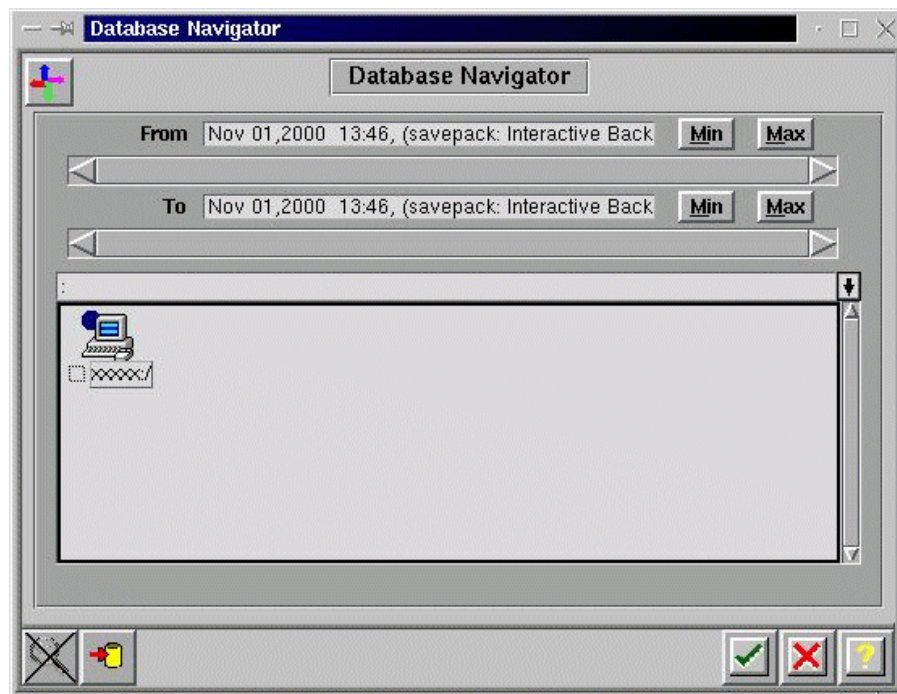 Database Navigator
Database Navigator
From Nov 01,2000 13:46, (savepack: Interactive Back Min Max
To Nov 01,2000 13:46, (savepack: Interactive Back Min Max
:
xxxxx:/
?